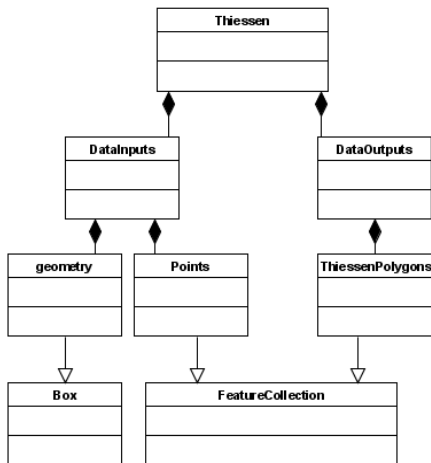 Thiessen
DataInputs
DataOutputs
geometry
Points
ThiessenPolygons
Box
FeatureCollection